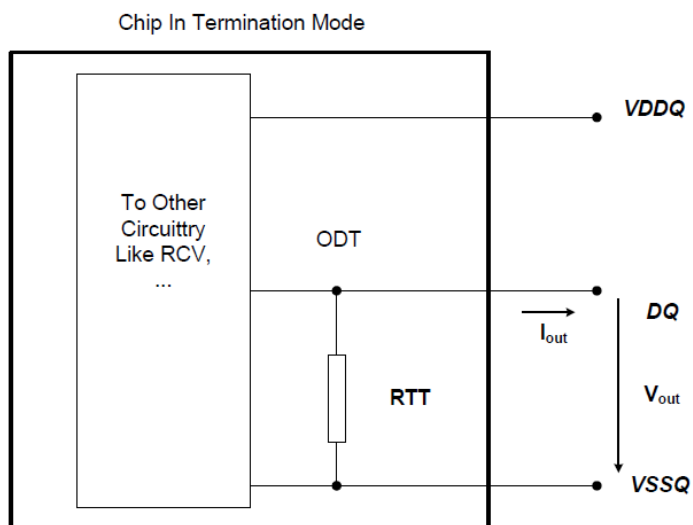 Chip In Termination Mode
VDDQ
To Other
Circuittry
Like RCV,
...
ODT
DQ
Iout
RTT
Vout
VSSQ